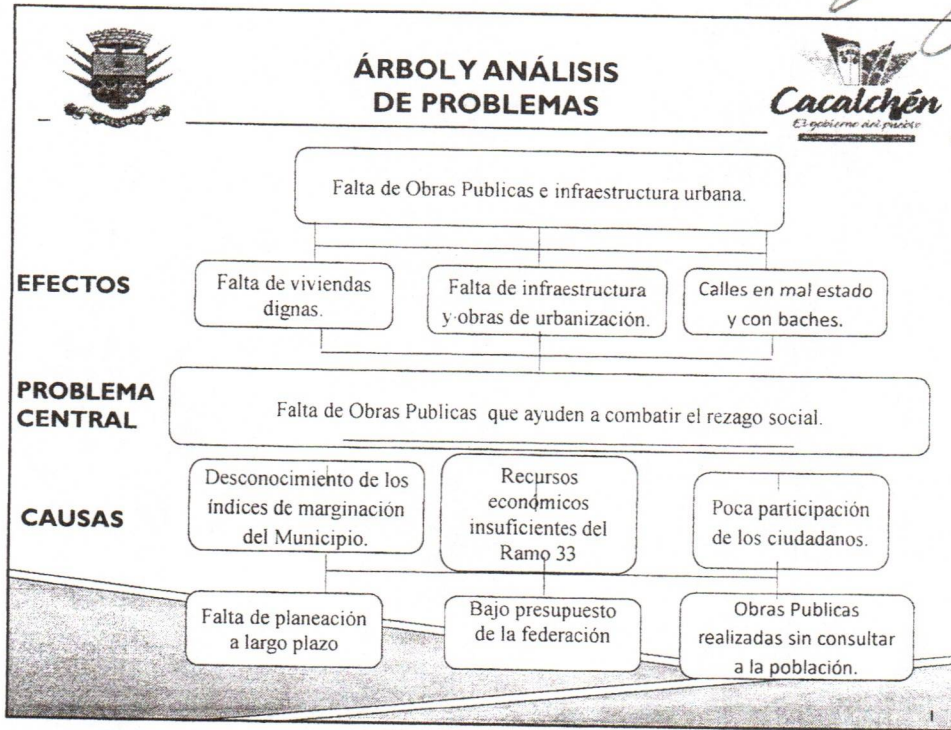 ÁRBOL Y ANÁLISIS
DE PROBLEMAS
Cacalchén
El gobierno del pueblo
Falta de Obras Publicas e infraestructura urbana.
EFECTOS
Falta de viviendas
dignas.
Falta de infraestructura
y obras de urbanización.
Calles en mal estado
y con baches.
PROBLEMA
CENTRAL
Falta de Obras Publicas que ayuden a combatir el rezago social.
CAUSAS
Desconocimiento de los
índices de marginación
del Municipio.
Recursos
económicos
insuficientes del
Ramo 33
Poca participación
de los ciudadanos.
Falta de planeación
a largo plazo
Bajo presupuesto
de la federación
Obras Publicas
realizadas sin consultar
a la población.
1